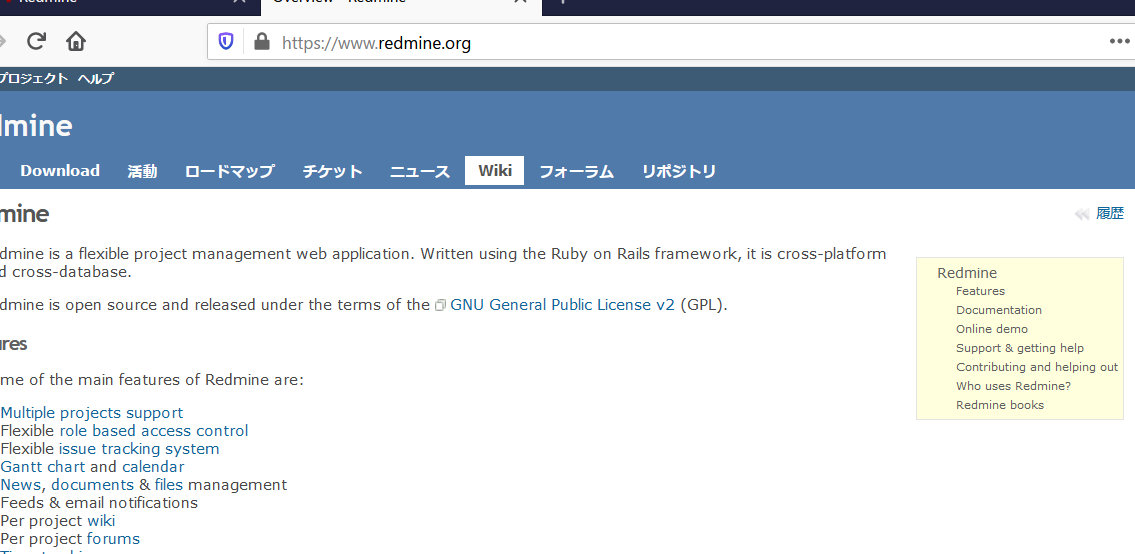 Redmine
Overview - Redmine
https://www.redmine.org
プロジェクト ヘルプ
dmine
Download 活動 ロードマップ チケット ニュース Wiki フォーラム リポジトリ
mine
履歴
dmine is a flexible project management web application. Written using the Ruby on Rails framework, it is cross-platform
d cross-database.
dmine is open source and released under the terms of the GNU General Public License v2 (GPL).
Redmine
Features
Documentation
Online demo
Support & getting help
Contributing and helping out
Who uses Redmine?
Redmine books
ures
me of the main features of Redmine are:
Multiple projects support
Flexible role based access control
Flexible issue tracking system
Gantt chart and calendar
News, documents & files management
Feeds & email notifications
Per project wiki
Per project forums